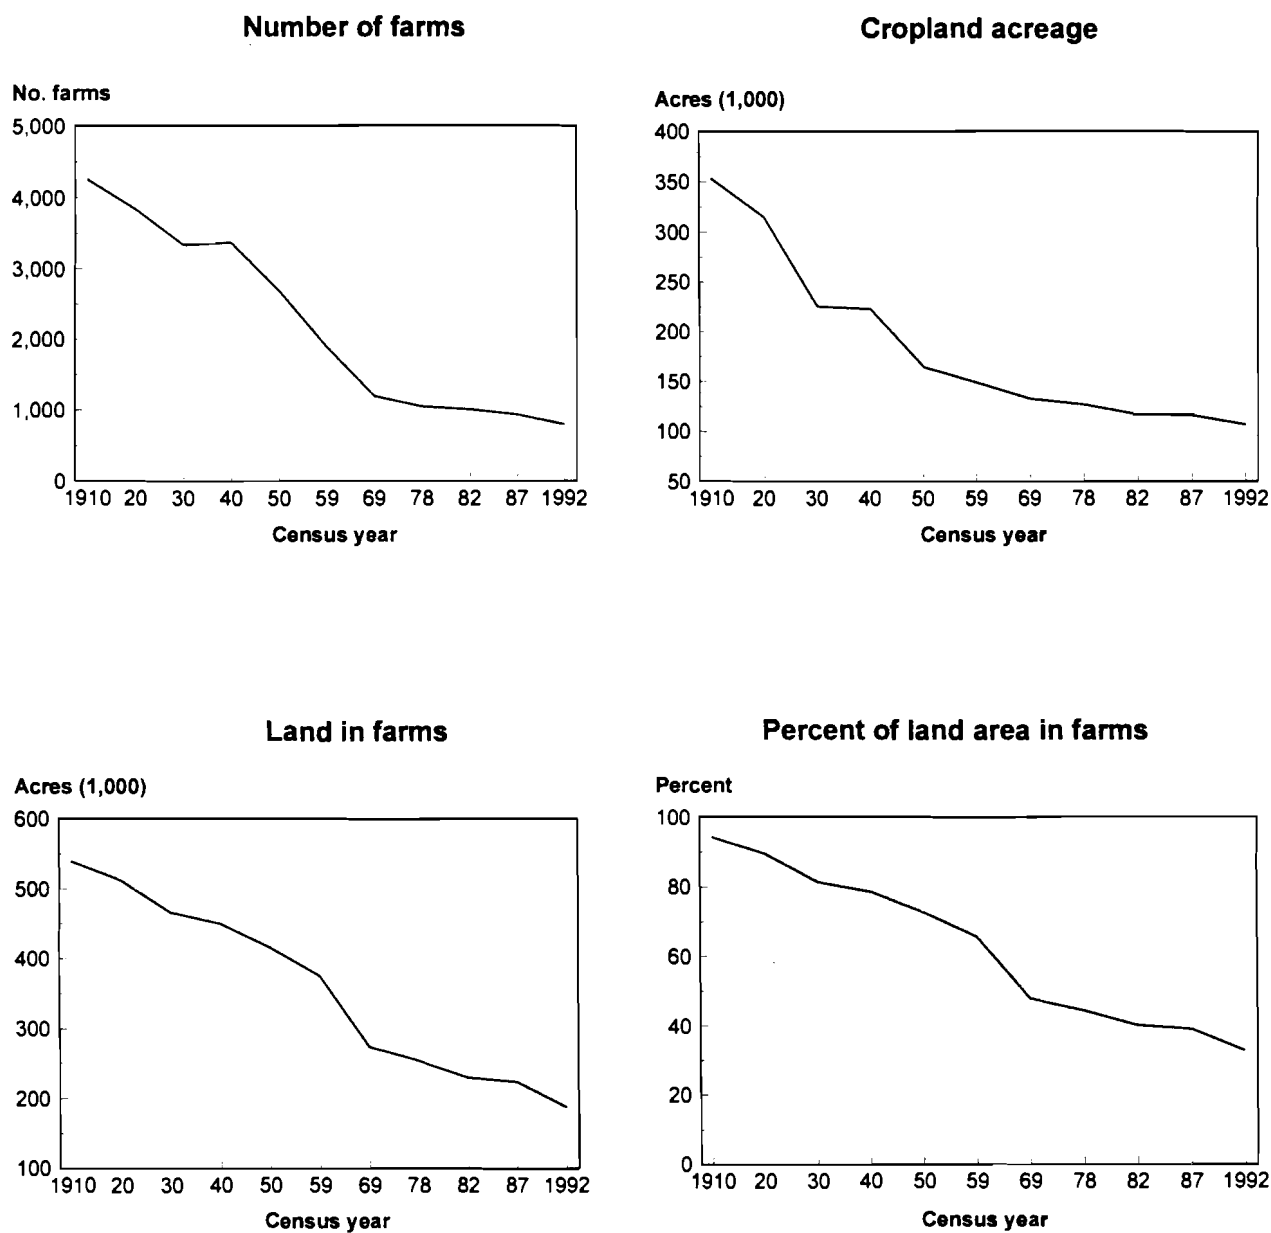 Number of farms
No. farms
5,000
4,000
3,000
2,000
1,000
0
1910 20 30 40 50 59 69 78 82 87 1992
Census year
Cropland acreage
Acres (1,000)
400
350
300
250
200
150
100
50
1910 20 30 40 50 59 69 78 82 87 1992
Census year
Land in farms
Acres (1,000)
600
500
400
300
200
100
1910 20 30 40 50 59 69 78 82 87 1992
Census year
Percent of land area in farms
Percent
100
80
60
40
20
0
1910 20 30 40 50 59 69 78 82 87 1992
Census year